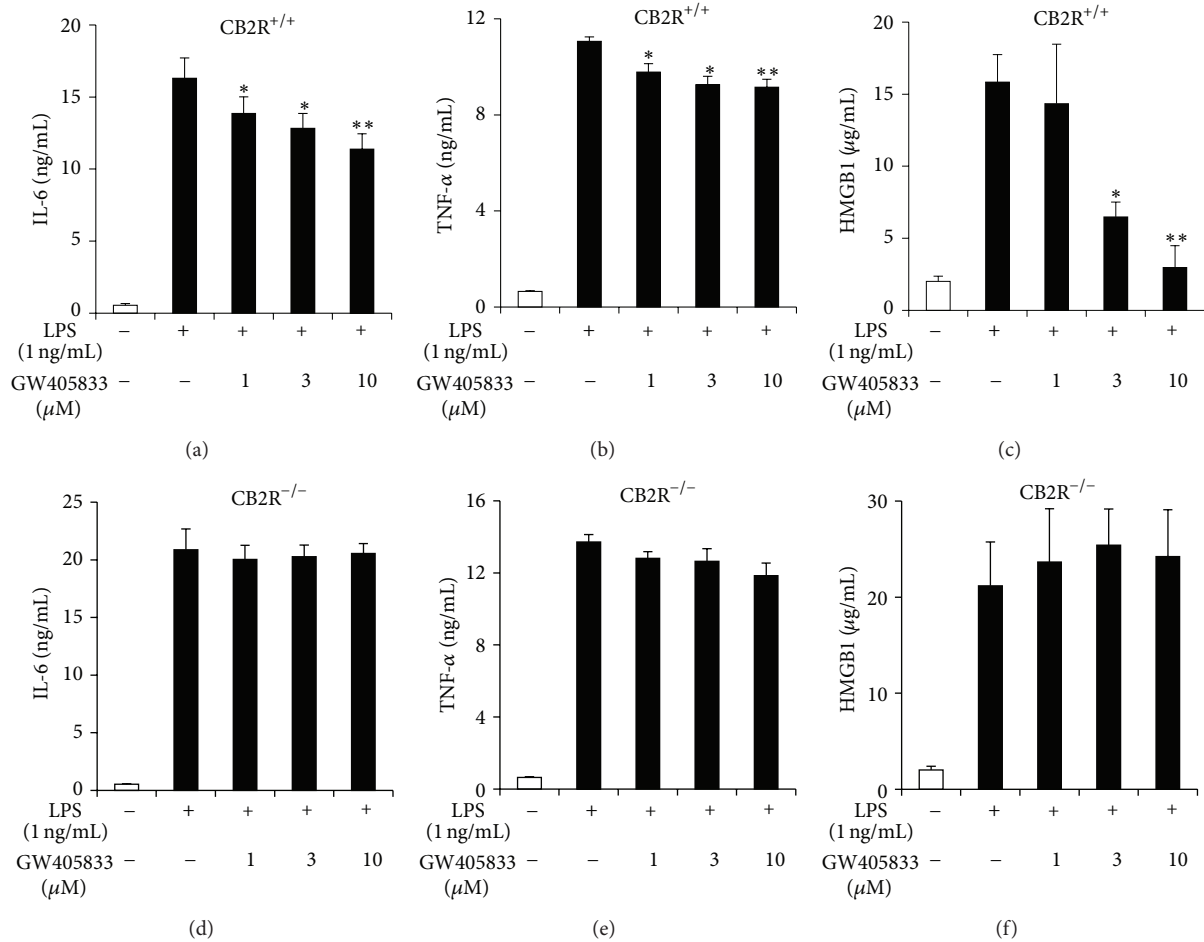 CB2R+/+
20
15
10
5
0
IL-6 (ng/mL)
* * **
LPS − + + + +
(1 ng/mL)
GW405833 − − 1 3 10
(μM)
(a)
CB2R+/+
12
8
4
0
TNF-α (ng/mL)
* * **
LPS − + + + +
(1 ng/mL)
GW405833 − − 1 3 10
(μM)
(b)
CB2R+/+
20
15
10
5
0
HMGB1 (μg/mL)
* **
LPS − + + + +
(1 ng/mL)
GW405833 − − 1 3 10
(μM)
(c)
CB2R−/−
25
20
15
10
5
0
IL-6 (ng/mL)
LPS − + + + +
(1 ng/mL)
GW405833 − − 1 3 10
(μM)
(d)
CB2R−/−
16
12
8
4
0
TNF-α (ng/mL)
LPS − + + + +
(1 ng/mL)
GW405833 − − 1 3 10
(μM)
(e)
CB2R−/−
30
20
10
0
HMGB1 (μg/mL)
LPS − + + + +
(1 ng/mL)
GW405833 − − 1 3 10
(μM)
(f)